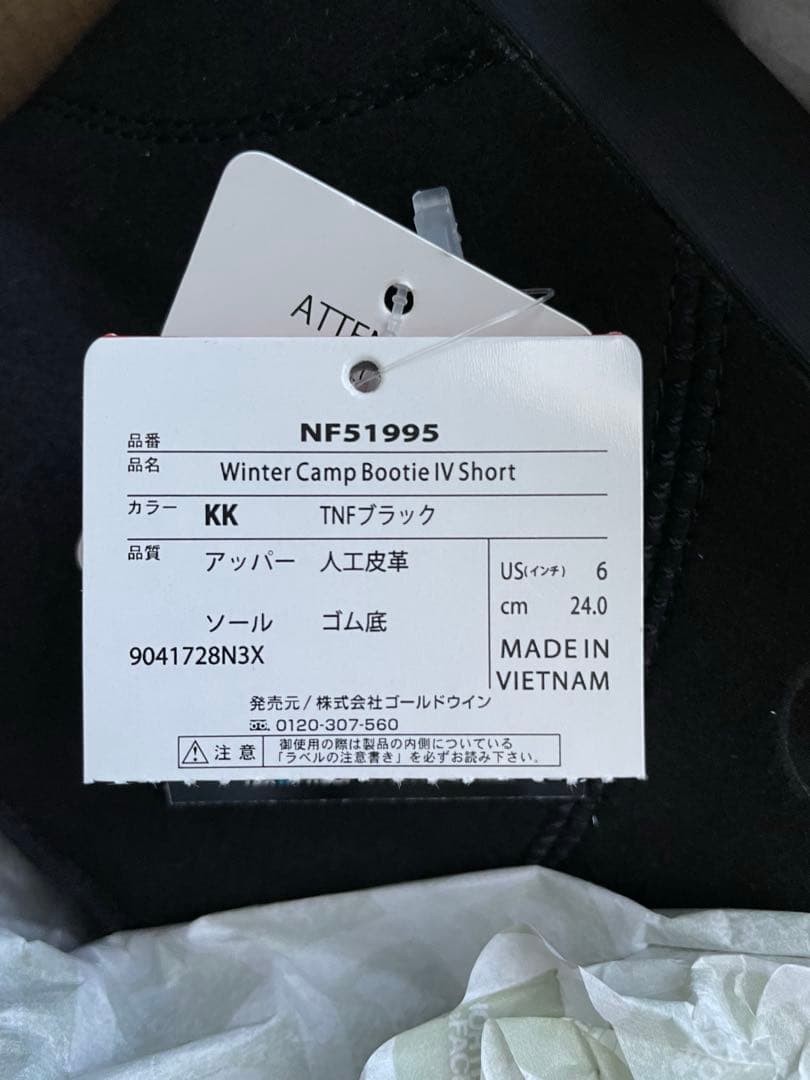 ATTE
品番 NF51995
品名 Winter Camp Bootie IV Short
カラー KK TNFブラック
品質 アッパー 人工皮革
ソール ゴム底
9041728N3X
US(インチ) 6
cm 24.0
MADE IN
VIETNAM
発売元/株式会社ゴールドウイン
0120-307-560
注意 御使用の際は製品の内側についている
「ラベルの注意書き」を必ずお読み下さい。